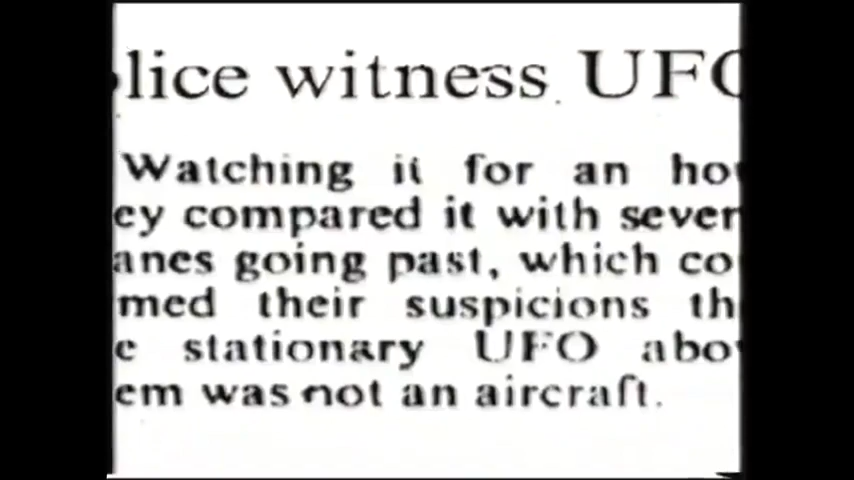 lice witness UFO
Watching it for an ho
ey compared it with sever
anes going past, which co
med their suspicions th
e stationary UFO abo
em was not an aircraft.